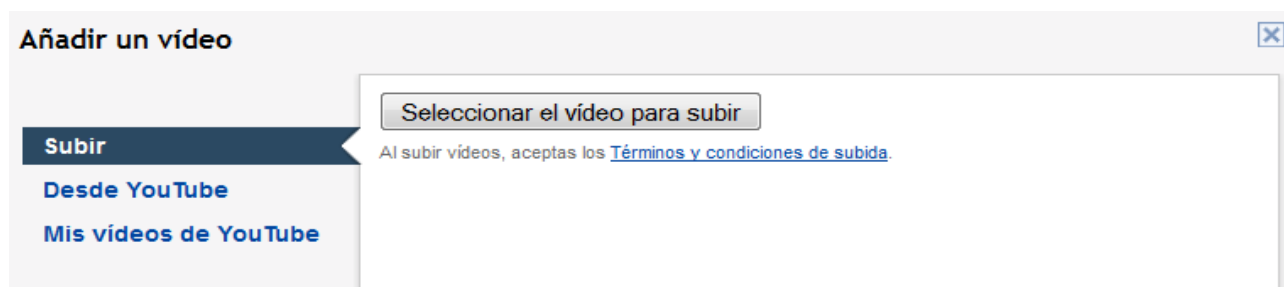 Añadir un vídeo
Subir
Desde YouTube
Mis vídeos de YouTube
Seleccionar el vídeo para subir
Al subir vídeos, aceptas los Términos y condiciones de subida.